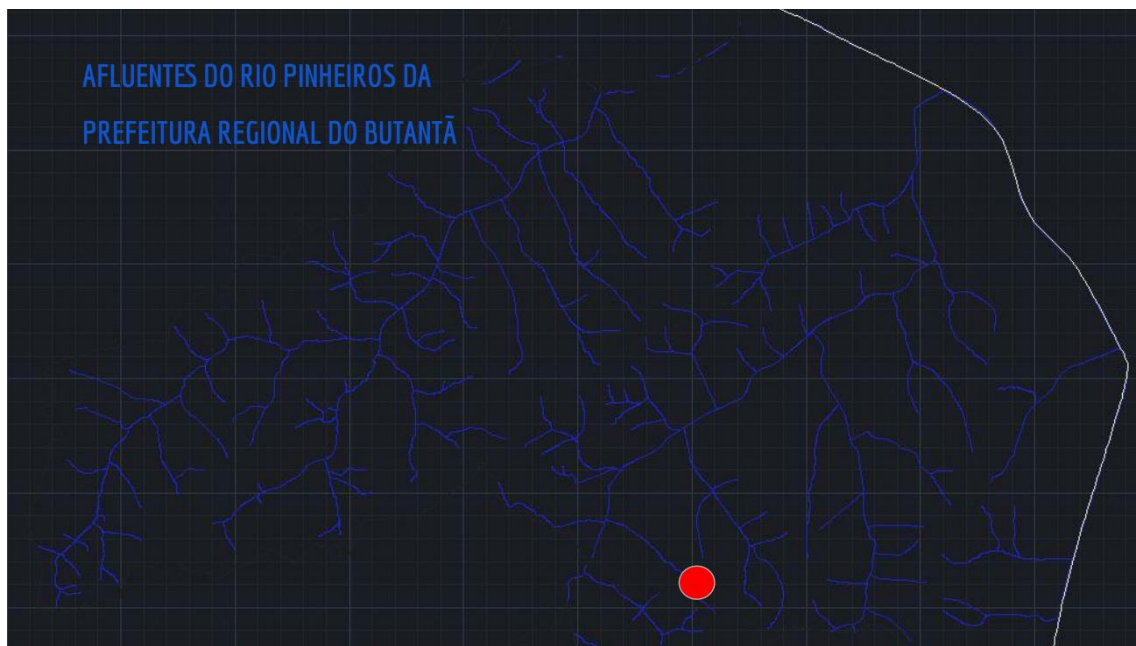 AFLUENTES DO RIO PINHEIROS DA
PREFEITURA REGIONAL DO BUTANTÃ